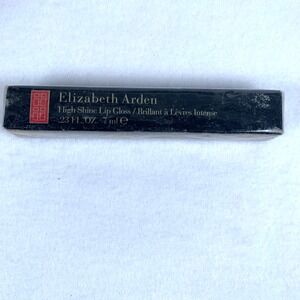 Elizabeth Arden
High Shine Lip Gloss / Brillant à Lèvres Intense
.23 FL.OZ. 7 ml ℮